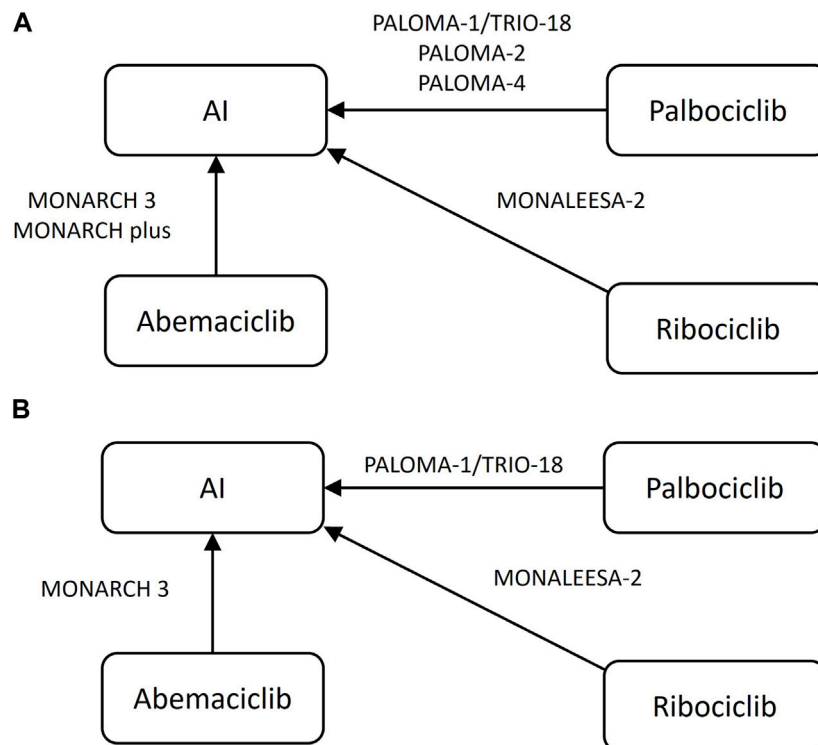 A
PALOMA-1/TRIO-18
PALOMA-2
PALOMA-4
AI
Palbociclib
MONARCH 3
MONARCH plus
MONALEESA-2
Abemaciclib
Ribociclib
B
PALOMA-1/TRIO-18
AI
Palbociclib
MONARCH 3
MONALEESA-2
Abemaciclib
Ribociclib